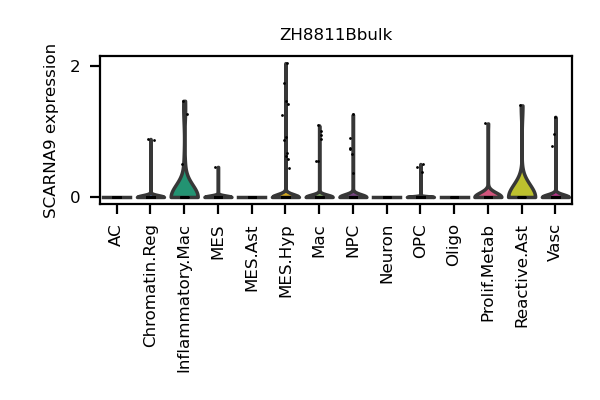 ZH8811Bbulk
SCARNA9 expression
2
0
AC
Chromatin.Reg
Inflammatory.Mac
MES
MES.Ast
MES.Hyp
Mac
NPC
Neuron
OPC
Oligo
Prolif.Metab
Reactive.Ast
Vasc